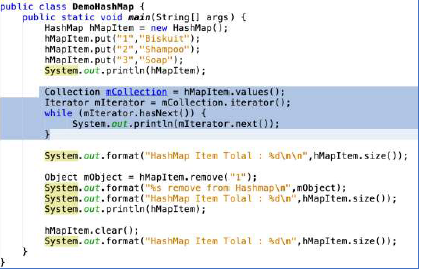 public class DemoHashMap {
public static void main(String[] args) {
HashMap hMapItem = new HashMap();
hMapItem.put("1","Biskuit");
hMapItem.put("2","Shampoo");
hMapItem.put("3","Soap");
System.out.println(hMapItem);
Collection mCollection = hMapItem.values();
Iterator mIterator = mCollection.iterator();
while (mIterator.hasNext()) {
System.out.println(mIterator.next());
}
System.out.format("HashMap Item Tolal : %d\n\n",hMapItem.size());
Object mObject = hMapItem.remove("1");
System.out.format("%s remove from Hashmap\n",mObject);
System.out.format("HashMap Item Tolal : %d\n",hMapItem.size());
System.out.println(hMapItem);
hMapItem.clear();
System.out.format("HashMap Item Tolal : %d\n",hMapItem.size());
}
}